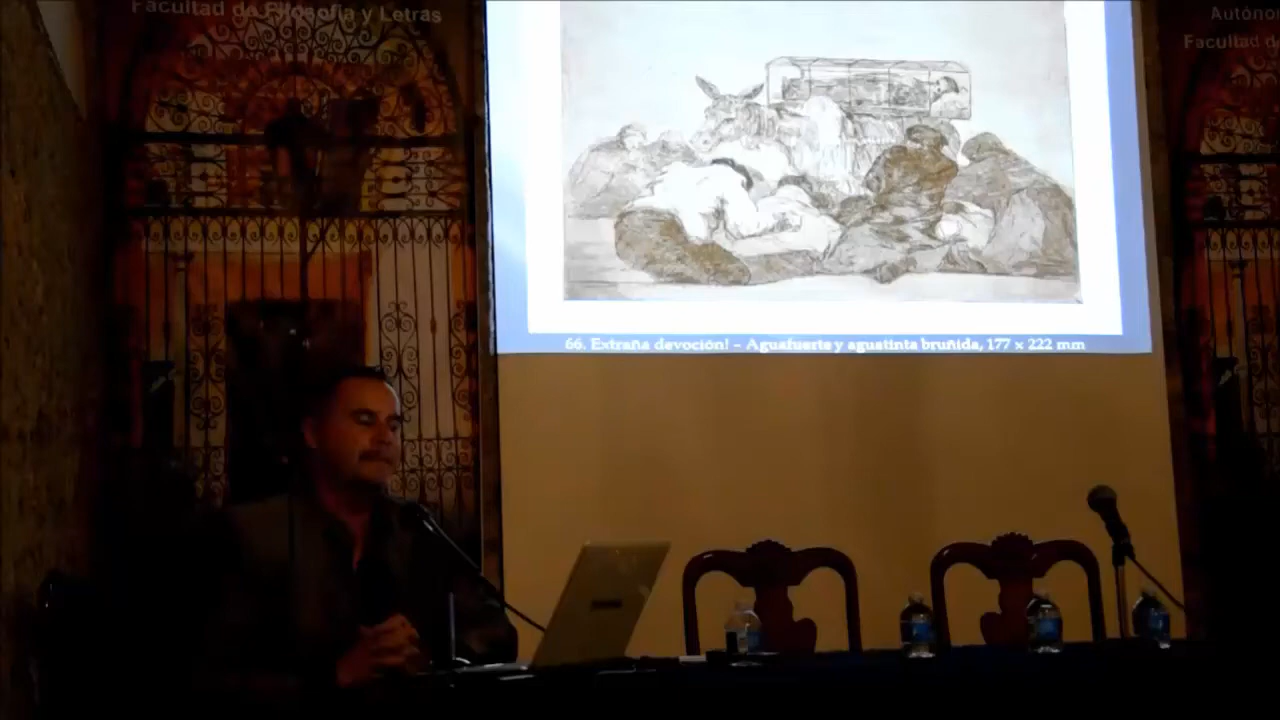 Facultad de Filosofía y Letras
Autóno
Facultad d
66. Extraña devoción! – Aguafuerte y aguatinta bruñida, 177 x 222 mm